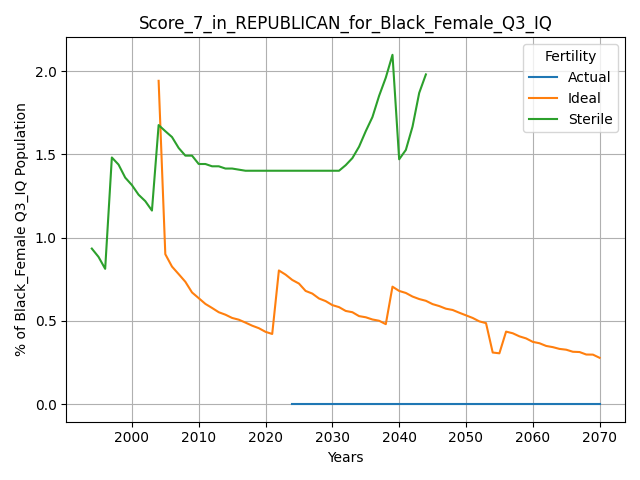 Score_7_in_REPUBLICAN_for_Black_Female_Q3_IQ
% of Black_Female Q3_IQ Population
2.0
1.5
1.0
0.5
0.0
Fertility
Actual
Ideal
Sterile
2000 2010 2020 2030 2040 2050 2060 2070
Years